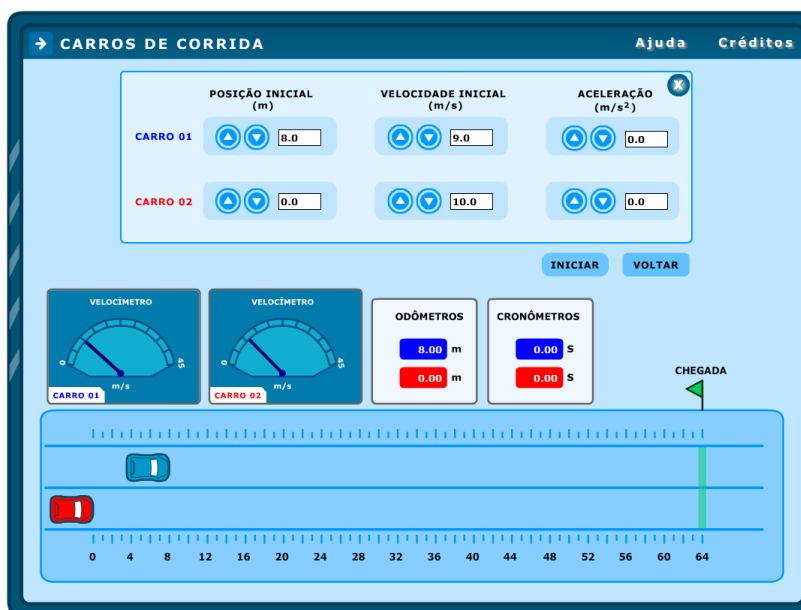 CARROS DE CORRIDA
Ajuda Créditos
POSIÇÃO INICIAL (m)
VELOCIDADE INICIAL (m/s)
ACELERAÇÃO (m/s²)
X
CARRO 01 8.0 9.0 0.0
CARRO 02 0.0 10.0 0.0
INICIAR VOLTAR
VELOCÍMETRO
0 45
m/s
CARRO 01
VELOCÍMETRO
0 45
m/s
CARRO 02
ODÔMETROS
8.00 m
0.00 m
CRONÔMETROS
0.00 S
0.00 S
CHEGADA
0 4 8 12 16 20 24 28 32 36 40 44 48 52 56 60 64